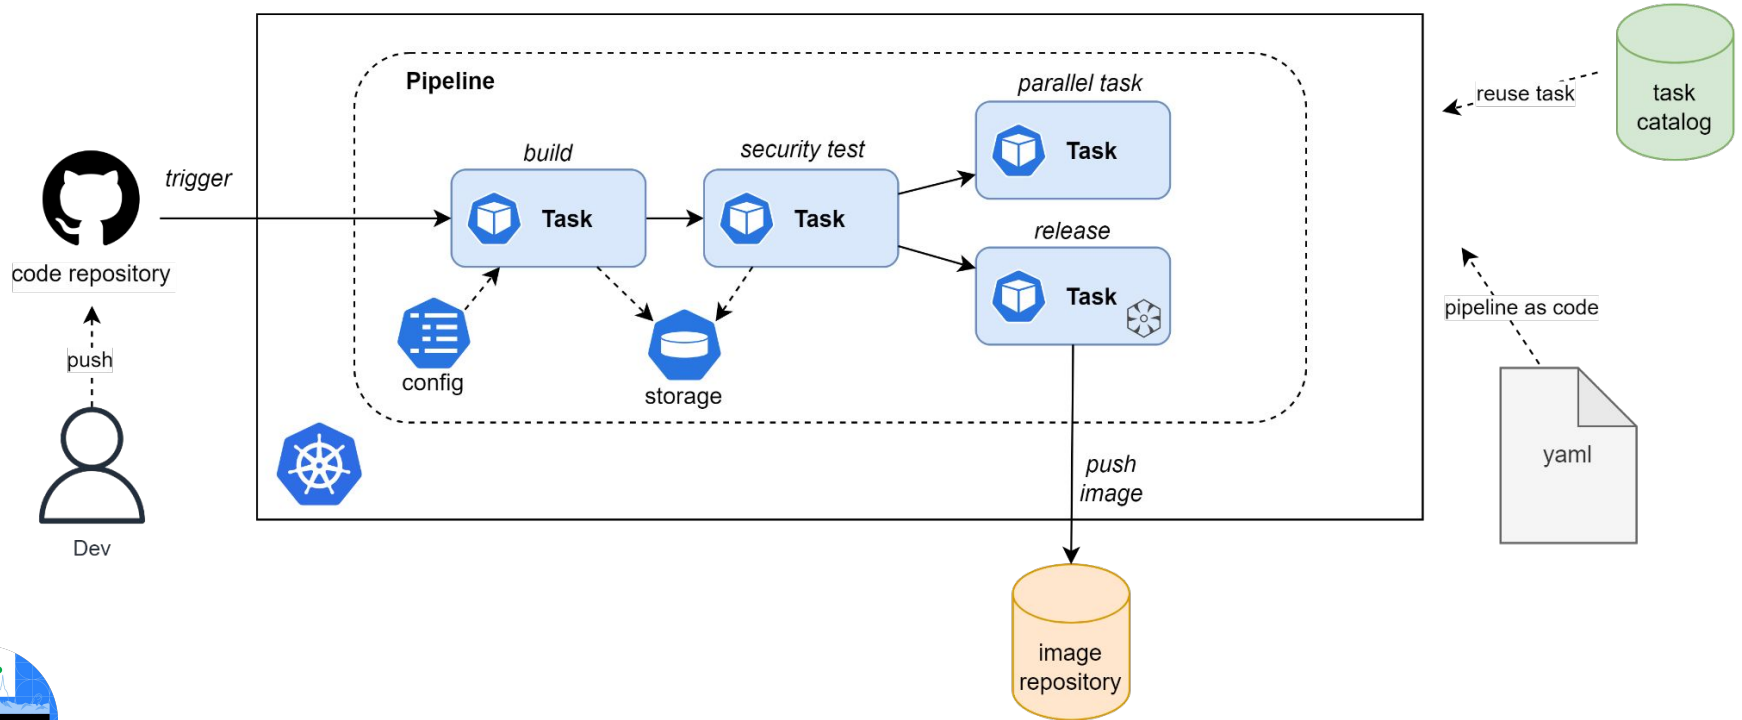 Pipeline
parallel task
Task
reuse task
task
catalog
build
Task
security test
Task
trigger
code repository
release
Task
config
storage
pipeline as code
push
yaml
push
image
Dev
image
repository